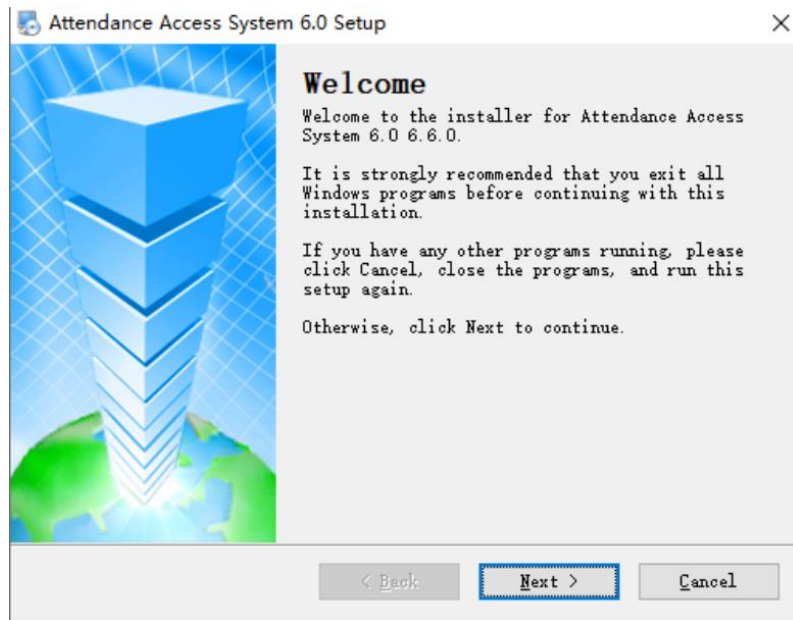 Attendance Access System 6.0 Setup
Welcome
Welcome to the installer for Attendance Access
System 6.0 6.6.0.
It is strongly recommended that you exit all
Windows programs before continuing with this
installation.
If you have any other programs running, please
click Cancel, close the programs, and run this
setup again.
Otherwise, click Next to continue.
< Back
Next >
Cancel